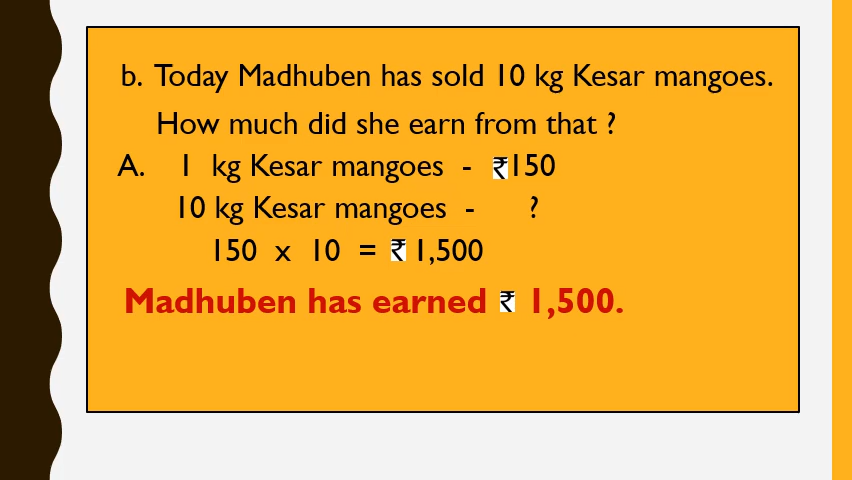 b. Today Madhuben has sold 10 kg Kesar mangoes.
How much did she earn from that ?
A. 1 kg Kesar mangoes - ₹150
10 kg Kesar mangoes - ?
150 x 10 = ₹ 1,500
Madhuben has earned ₹ 1,500.